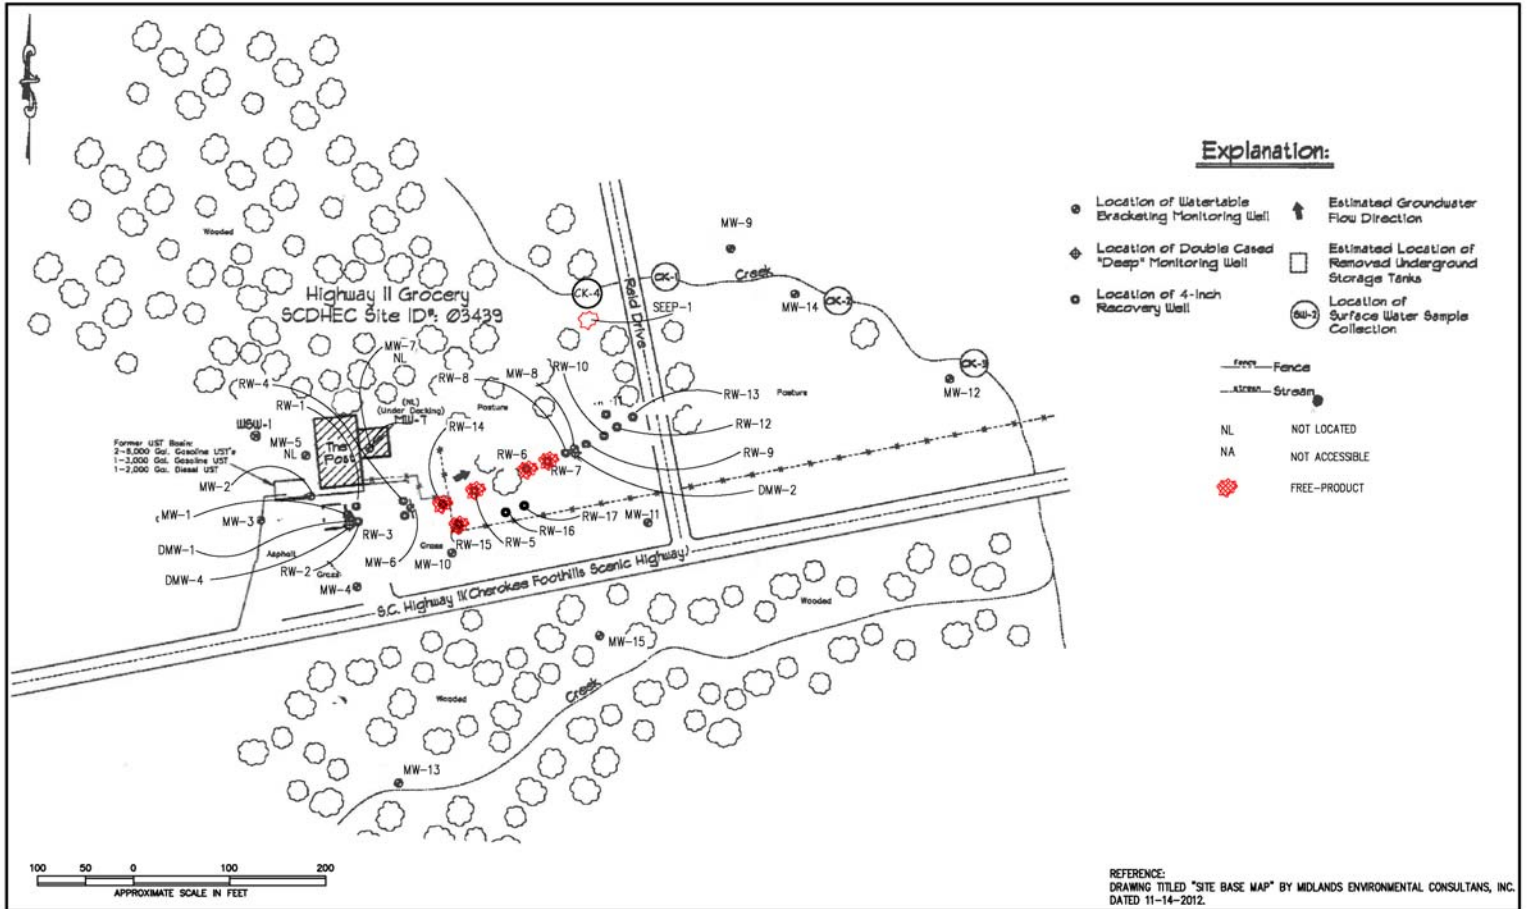 Explanation:
Location of Watertable
Bracketing Monitoring Well
Estimated Groundwater
Flow Direction
Location of Double Cased
"Deep" Monitoring Well
Estimated Location of
Removed Underground
Storage Tanks
Location of 4-inch
Recovery Well
SW-2
Location of
Surface Water Sample
Collection
fence
Fence
stream
Stream
NL
NOT LOCATED
NA
NOT ACCESSIBLE
FREE-PRODUCT
Wooded
MW-9
CK-1
Creek
CK-4
Raid Drive
SEEP-1
MW-14
CK-2
Highway 11 Grocery
SCDHEC Site ID#: 03439
CK-3
MW-12
MW-7
NL
RW-4
RW-8
MW-8
RW-10
RW-13
Pasture
RW-1
(NL)
(Under Decking)
MW-7
Pasture
RW-14
RW-12
WSW-1
MW-5
NL
The
Post
RW-6
RW-7
RW-9
Former UST Basin:
2-8,000 Gal. Gasoline UST's
1-3,000 Gal. Gasoline UST
1-2,000 Gal. Diesel UST
MW-2
DMW-2
MW-1
MW-3
RW-17
MW-11
RW-16
RW-3
DMW-1
Asphalt
MW-6
Grass
RW-15
RW-5
MW-10
DMW-4
RW-2
Grass
MW-4
S.C. Highway 11(Cherokee Foothills Scenic Highway)
Wooded
MW-15
Wooded
Creek
MW-13
100 50 0 100 200
APPROXIMATE SCALE IN FEET
REFERENCE:
DRAWING TITLED "SITE BASE MAP" BY MIDLANDS ENVIRONMENTAL CONSULTANS, INC.
DATED 11-14-2012.